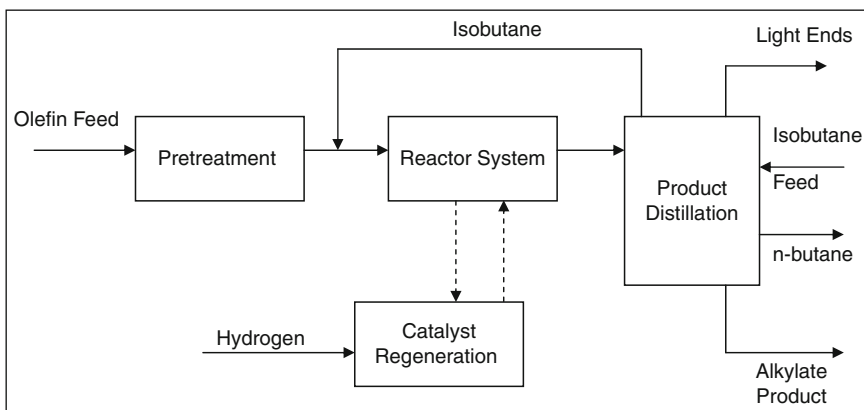 Isobutane
Light Ends
Olefin Feed
Pretreatment
Reactor System
Isobutane
Feed
Product
Distillation
n-butane
Hydrogen
Catalyst
Regeneration
Alkylate
Product